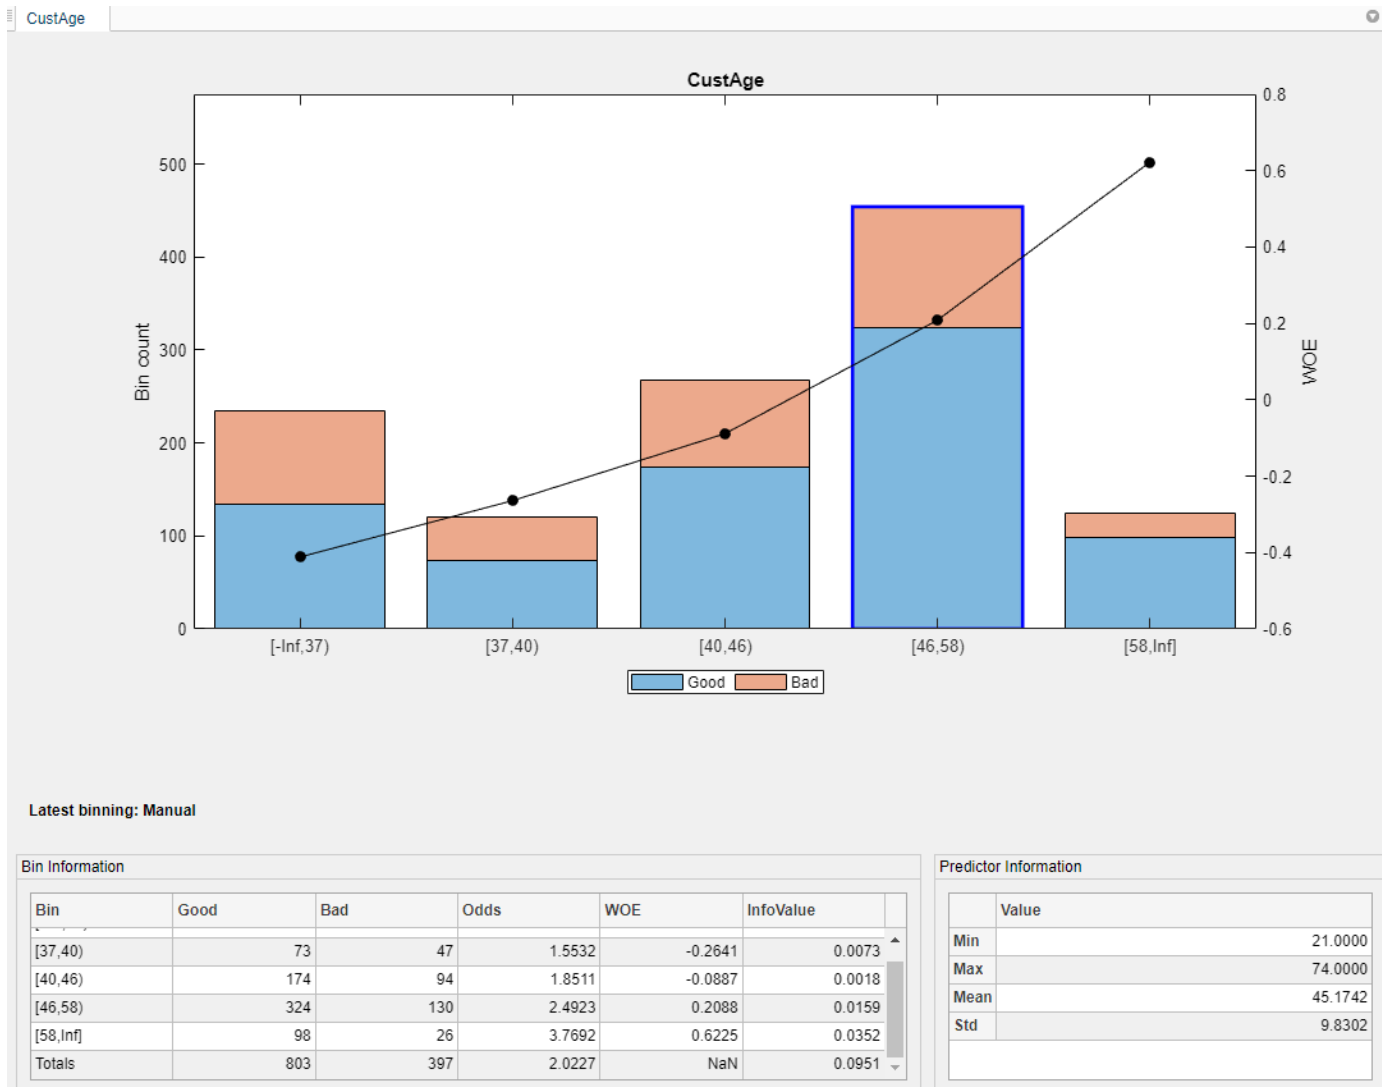 CustAge
CustAge
500
400
300
200
100
0
Bin count
0.8
0.6
0.4
0.2
0
-0.2
-0.4
-0.6
WOE
[-Inf,37) [37,40) [40,46) [46,58) [58,Inf]
Good Bad
Latest binning: Manual
Bin Information
Bin Good Bad Odds WOE InfoValue
[37,40) 73 47 1.5532 -0.2641 0.0073
[40,46) 174 94 1.8511 -0.0887 0.0018
[46,58) 324 130 2.4923 0.2088 0.0159
[58,Inf] 98 26 3.7692 0.6225 0.0352
Totals 803 397 2.0227 NaN 0.0951
Predictor Information
Value
Min 21.0000
Max 74.0000
Mean 45.1742
Std 9.8302